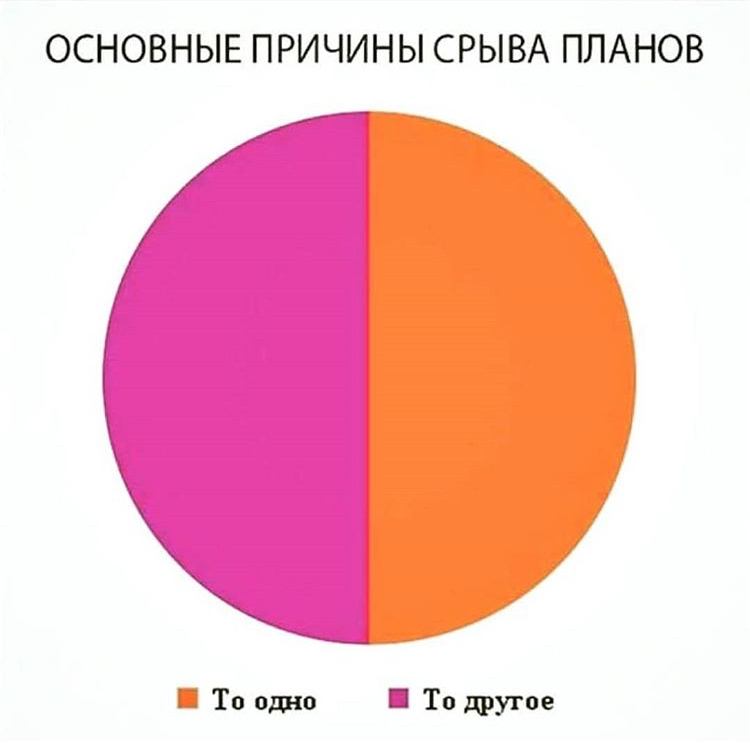 ОСНОВНЫЕ ПРИЧИНЫ СРЫВА ПЛАНОВ
То одно
То другое